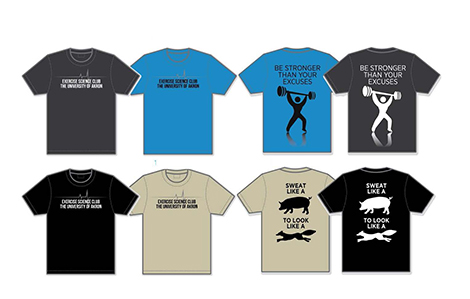 EXERCISE SCIENCE CLUB
THE UNIVERSITY OF AKRON
EXERCISE SCIENCE CLUB
THE UNIVERSITY OF AKRON
BE STRONGER
THAN YOUR
EXCUSES
BE STRONGER
THAN YOUR
EXCUSES
EXERCISE SCIENCE CLUB
THE UNIVERSITY OF AKRON
EXERCISE SCIENCE CLUB
THE UNIVERSITY OF AKRON
SWEAT
LIKE A
TO LOOK
LIKE A
SWEAT
LIKE A
TO LOOK
LIKE A